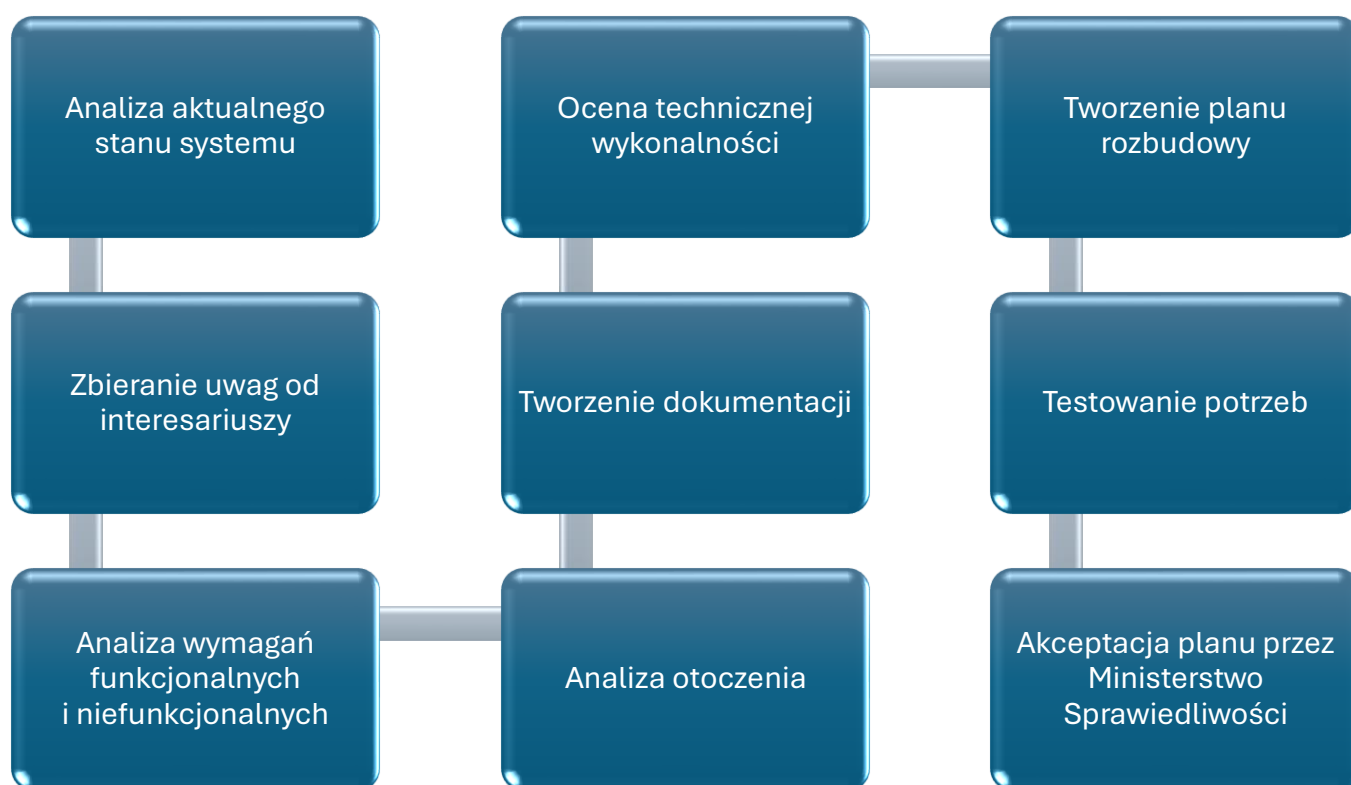 Analiza aktualnego
stanu systemu
Zbieranie uwag od
interesariuszy
Analiza wymagań
funkcjonalnych
i niefunkcjonalnych
Analiza otoczenia
Tworzenie dokumentacji
Ocena technicznej
wykonalności
Tworzenie planu
rozbudowy
Testowanie potrzeb
Akceptacja planu przez
Ministerstwo
Sprawiedliwości